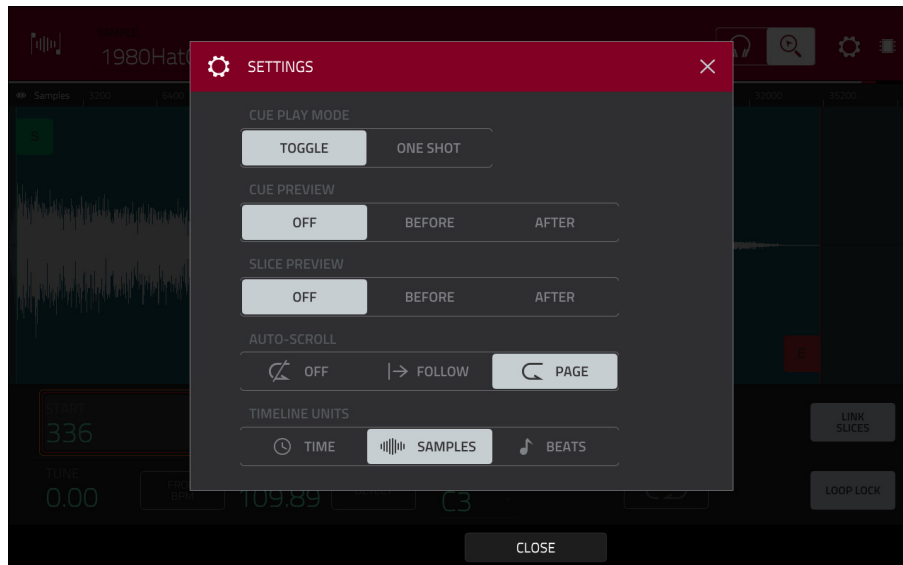 1980Hat
SETTINGS
Samples 3200 6400 32000 35200
S
CUE PLAY MODE
TOGGLE ONE SHOT
CUE PREVIEW
OFF BEFORE AFTER
SLICE PREVIEW
OFF BEFORE AFTER
AUTO-SCROLL
OFF FOLLOW PAGE
TIMELINE UNITS
TIME SAMPLES BEATS
START
336
LINK
SLICES
TUNE
0.00
BPM
109.89
C3
LOOP LOCK
CLOSE